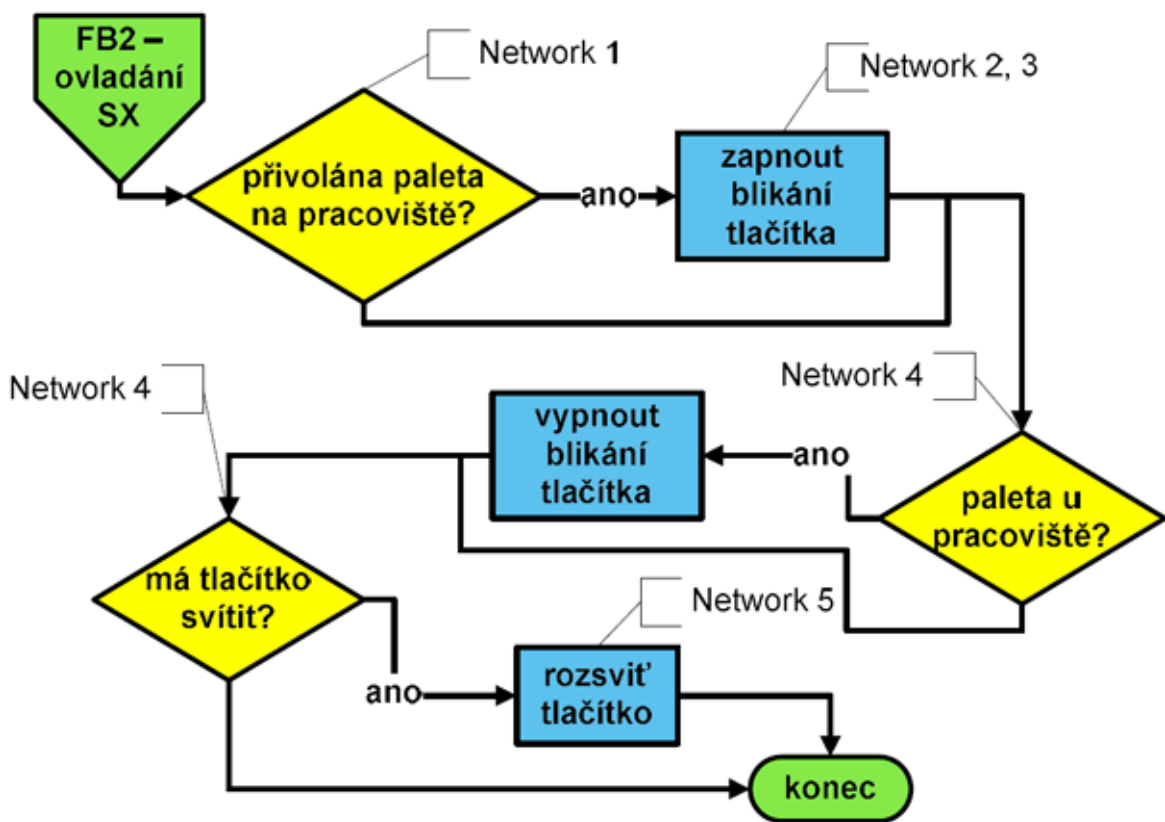 FB2 –
ovladání
SX
Network 1
Network 2, 3
přivolána paleta
na pracoviště?
ano
zapnout
blikání
tlačítka
Network 4
Network 4
vypnout
blikání
tlačítka
ano
paleta u
pracoviště?
má tlačítko
svítit?
Network 5
ano
rozsviť
tlačítko
konec